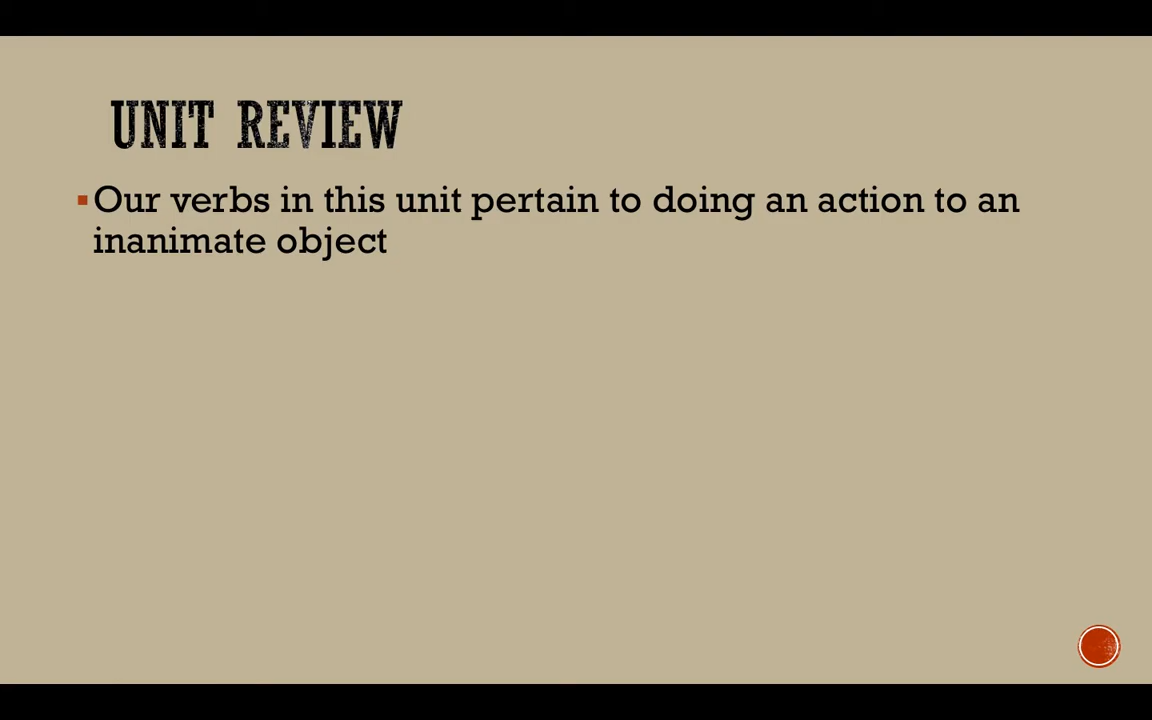 UNIT REVIEW
Our verbs in this unit pertain to doing an action to an
inanimate object